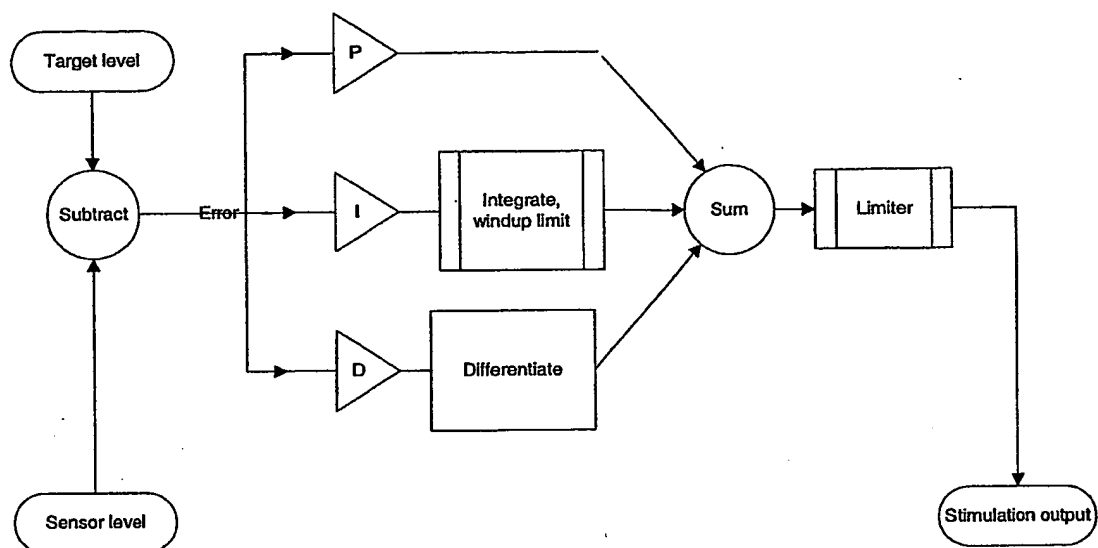 Target level
P
Subtract
Error
I
Integrate,
windup limit
Sum
Limiter
D
Differentiate
Sensor level
Stimulation output